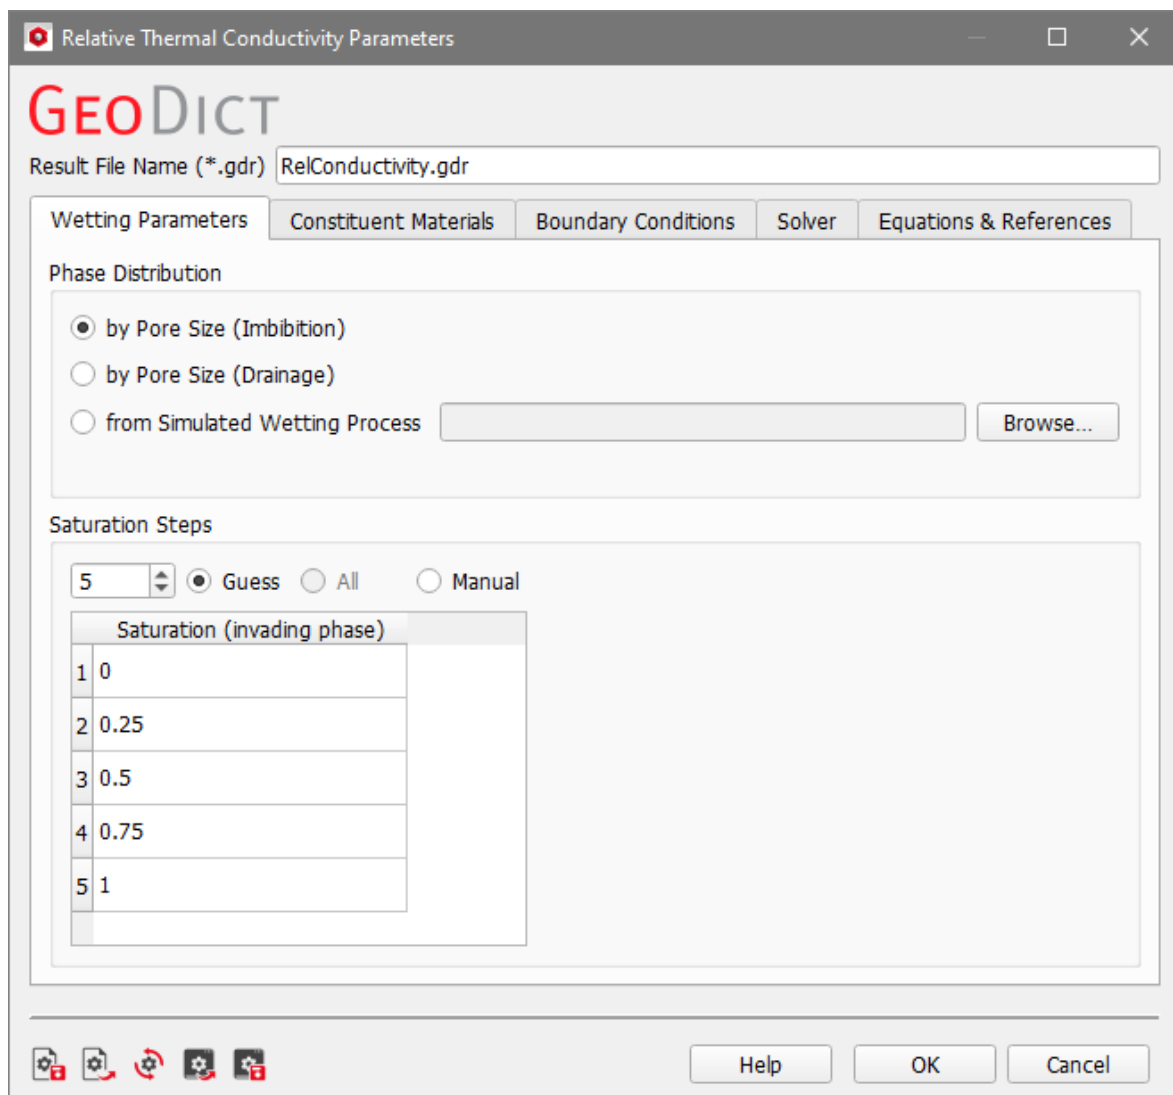 Relative Thermal Conductivity Parameters
GEODICT
Result File Name (*.gdr) RelConductivity.gdr
Wetting Parameters Constituent Materials Boundary Conditions Solver Equations & References
Phase Distribution
by Pore Size (Imbibition)
by Pore Size (Drainage)
from Simulated Wetting Process Browse...
Saturation Steps
5 Guess All Manual
Saturation (invading phase)
1 0
2 0.25
3 0.5
4 0.75
5 1
Help OK Cancel